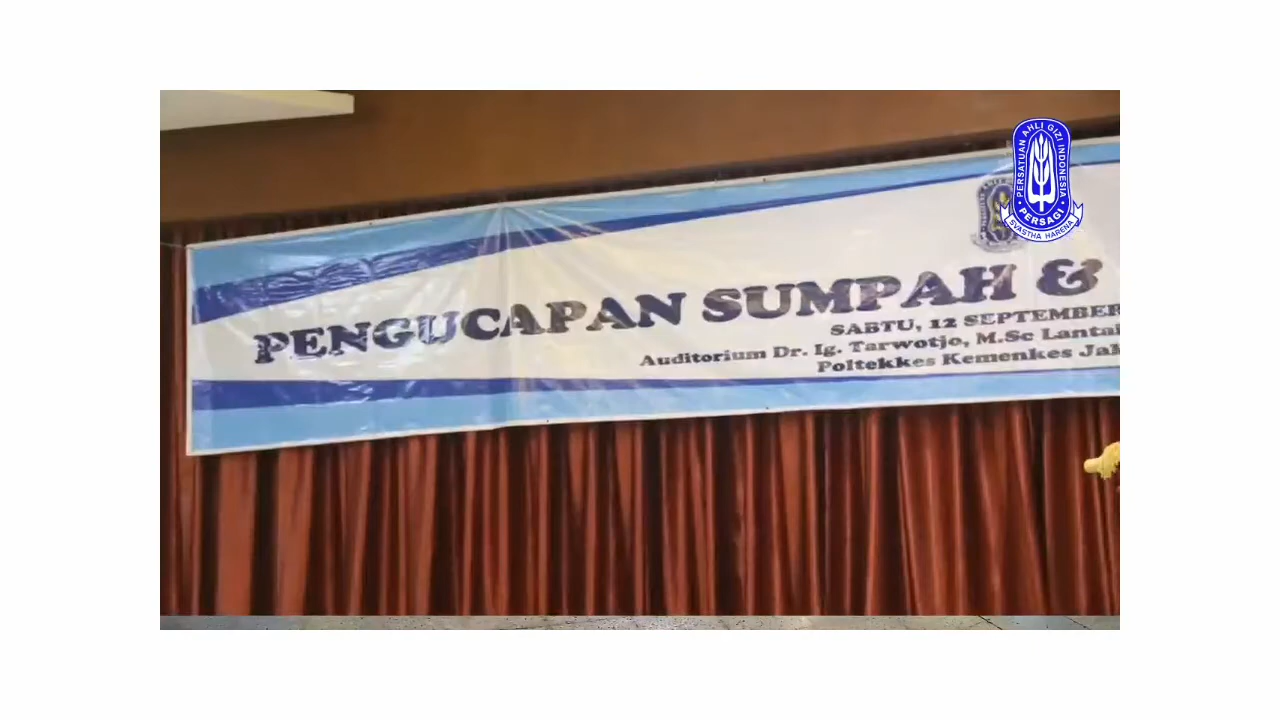 PENGUCAPAN SUMPAH &
SABTU, 12 SEPTEMBER
Auditorium Dr. Ig. Tarwotjo, M.Sc Lantai
Poltekkes Kemenkes Jak
PERSATUAN AHLI GIZI INDONESIA
PERSAGI
SVASTHA HARENA